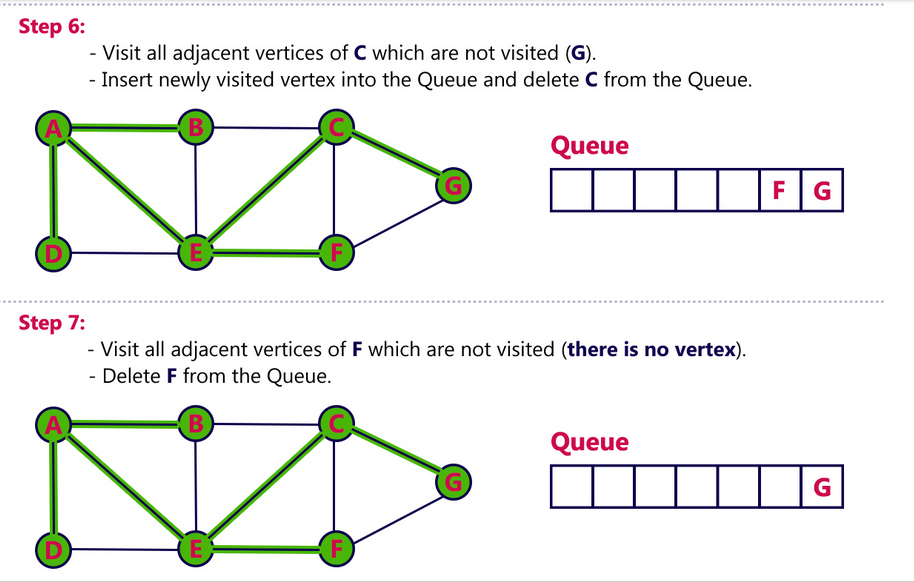 Step 6:
- Visit all adjacent vertices of C which are not visited (G).
- Insert newly visited vertex into the Queue and delete C from the Queue.
A B C
G
D E F
Queue
F G
Step 7:
- Visit all adjacent vertices of F which are not visited (there is no vertex).
- Delete F from the Queue.
A B C
G
D E F
Queue
G